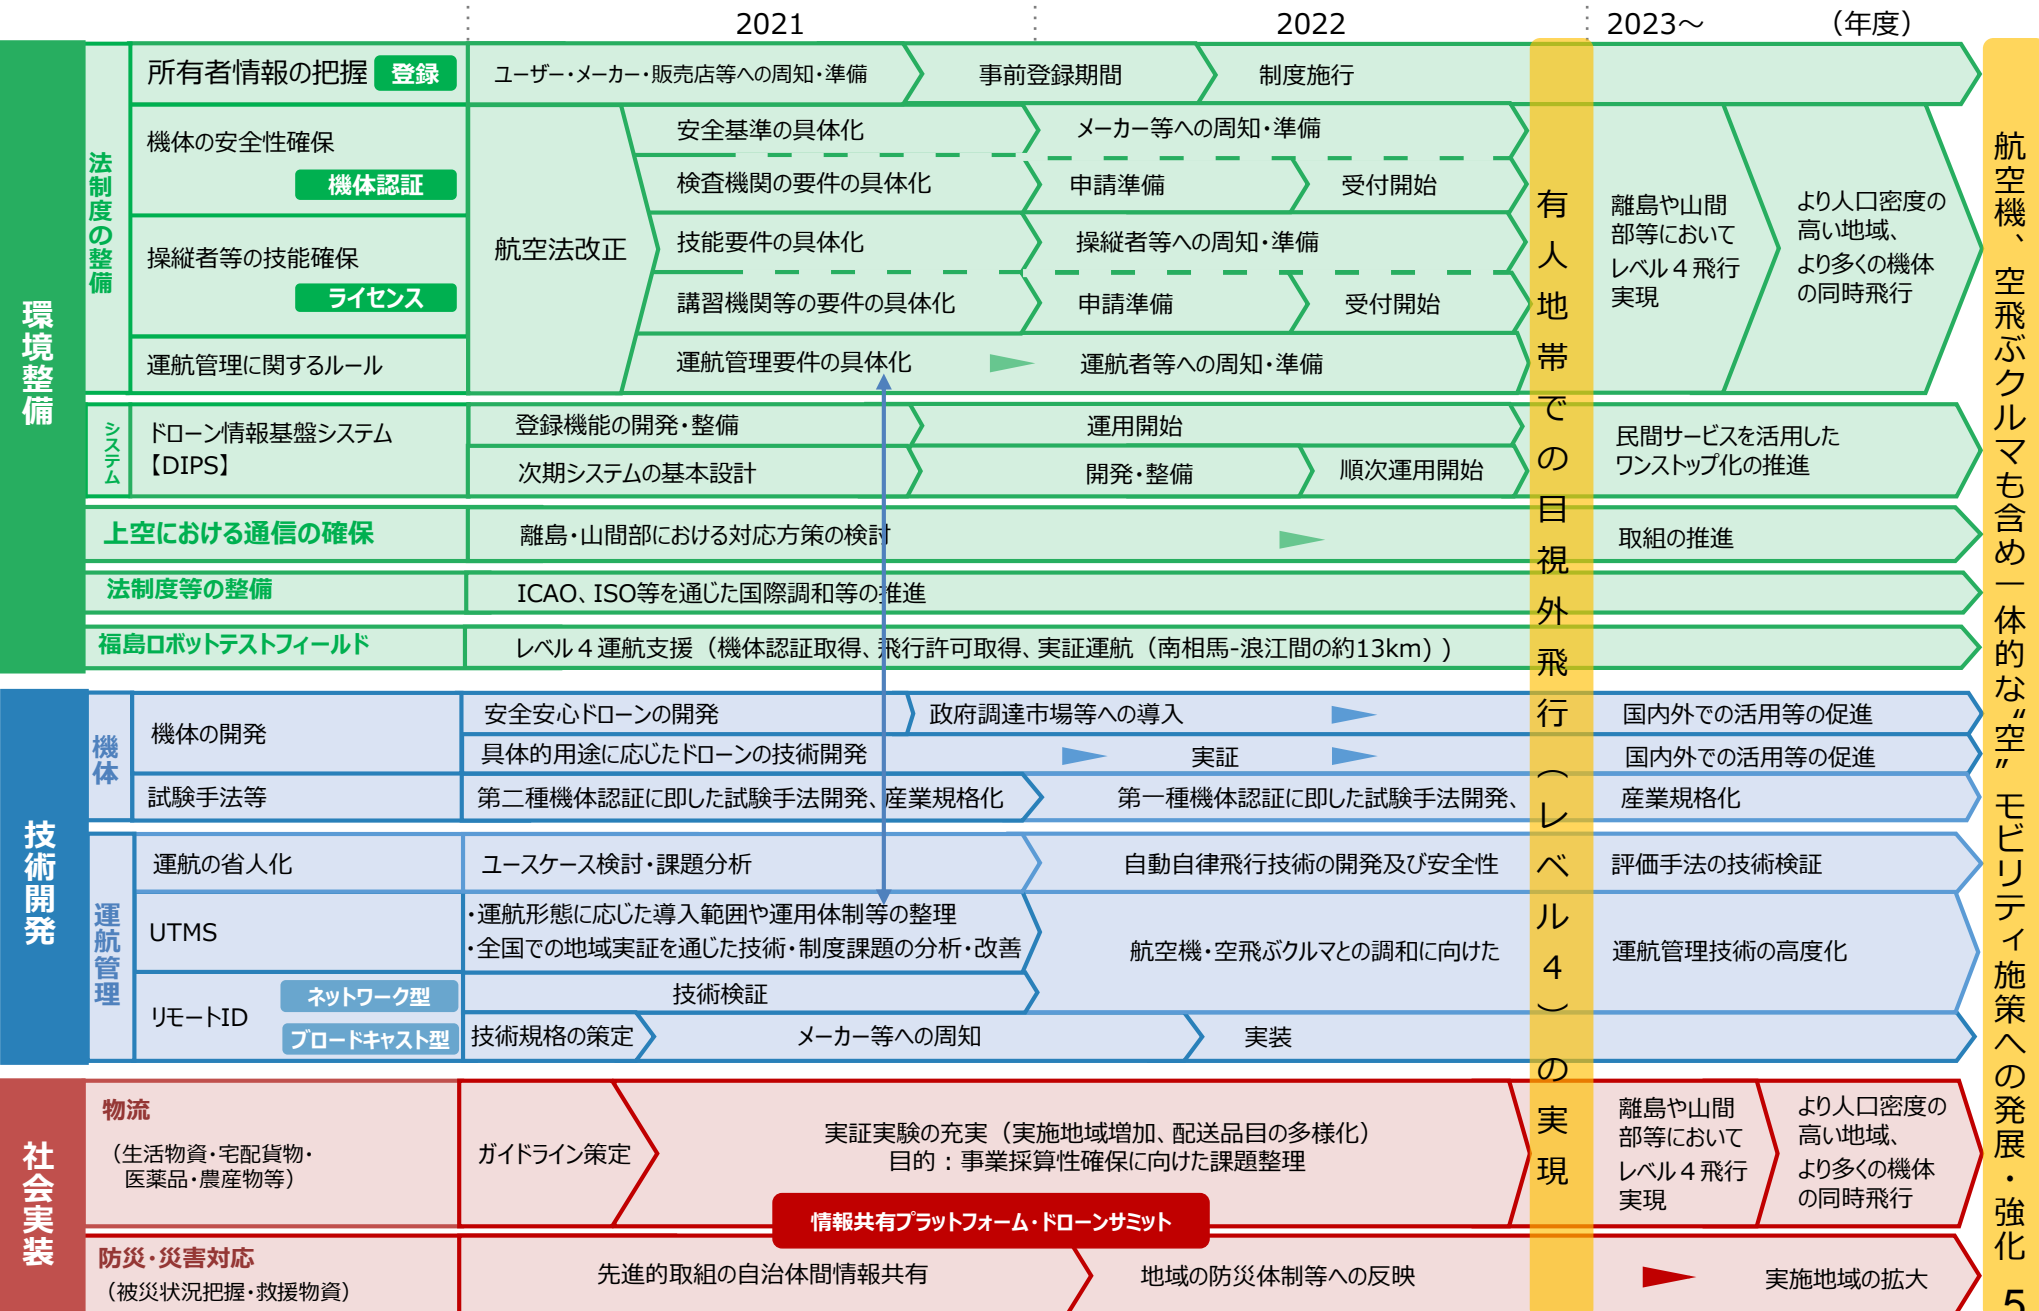 2021
2022
2023～
（年度）
環境整備
法制度の整備
所有者情報の把握
登録
ユーザー・メーカー・販売店等への周知・準備
事前登録期間
制度施行
機体の安全性確保
機体認証
航空法改正
安全基準の具体化
メーカー等への周知・準備
検査機関の要件の具体化
申請準備
受付開始
操縦者等の技能確保
ライセンス
技能要件の具体化
操縦者等への周知・準備
講習機関等の要件の具体化
申請準備
受付開始
運航管理に関するルール
運航管理要件の具体化
運航者等への周知・準備
離島や山間
部等において
レベル４飛行
実現
より人口密度の
高い地域、
より多くの機体
の同時飛行
システム
ドローン情報基盤システム
【DIPS】
登録機能の開発・整備
運用開始
次期システムの基本設計
開発・整備
順次運用開始
民間サービスを活用した
ワンストップ化の推進
上空における通信の確保
離島・山間部における対応方策の検討
取組の推進
法制度等の整備
ICAO、ISO等を通じた国際調和等の推進
福島ロボットテストフィールド
レベル４運航支援（機体認証取得、飛行許可取得、実証運航（南相馬-浪江間の約13km））
技術開発
機体
機体の開発
安全安心ドローンの開発
政府調達市場等への導入
国内外での活用等の促進
具体的用途に応じたドローンの技術開発
実証
国内外での活用等の促進
試験手法等
第二種機体認証に即した試験手法開発、産業規格化
第一種機体認証に即した試験手法開発、
産業規格化
運航管理
運航の省人化
ユースケース検討・課題分析
自動自律飛行技術の開発及び安全性
評価手法の技術検証
UTMS
・運航形態に応じた導入範囲や運用体制等の整理
・全国での地域実証を通じた技術・制度課題の分析・改善
航空機・空飛ぶクルマとの調和に向けた
運航管理技術の高度化
リモートID
ネットワーク型
技術検証
ブロードキャスト型
技術規格の策定
メーカー等への周知
実装
社会実装
物流
（生活物資・宅配貨物・
医薬品・農産物等）
ガイドライン策定
実証実験の充実（実施地域増加、配送品目の多様化）
目的：事業採算性確保に向けた課題整理
離島や山間
部等において
レベル４飛行
実現
より人口密度の
高い地域、
より多くの機体
の同時飛行
情報共有プラットフォーム・ドローンサミット
防災・災害対応
（被災状況把握・救援物資）
先進的取組の自治体間情報共有
地域の防災体制等への反映
実施地域の拡大
有人地帯での目視外飛行（レベル４）の実現
航空機、空飛ぶクルマも含め一体的な“空”モビリティ施策への発展・強化
5